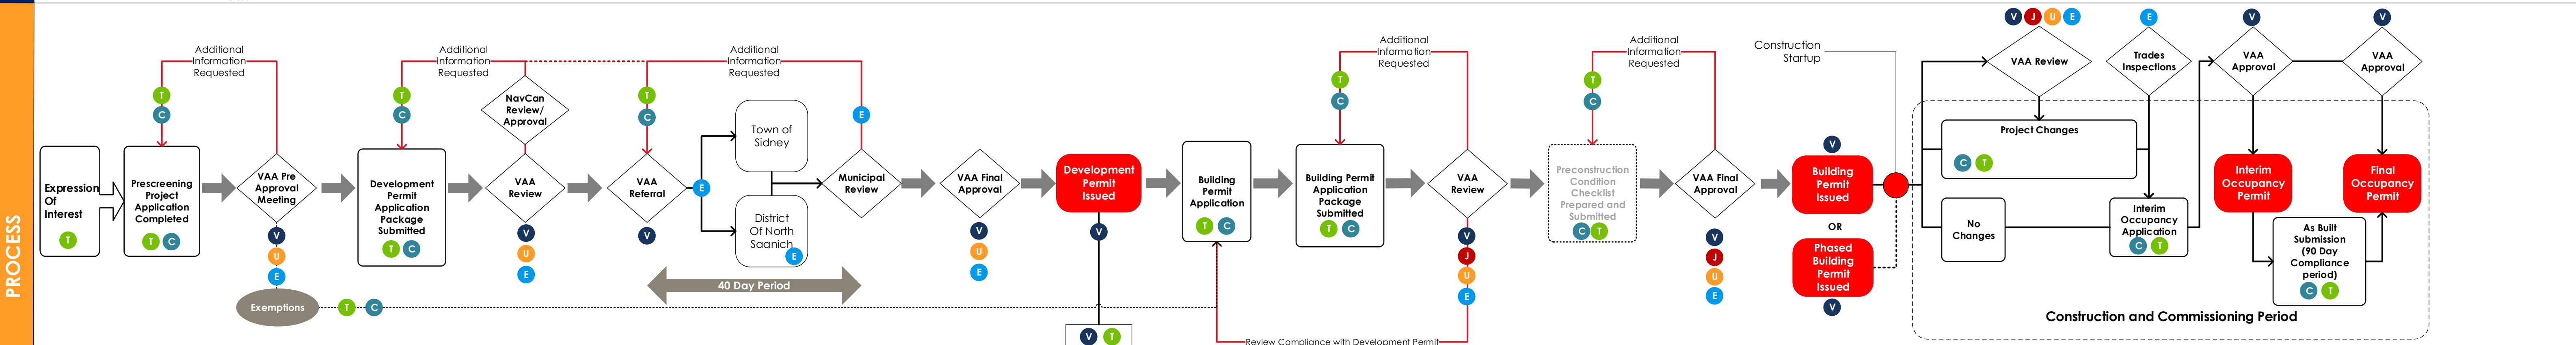 PROCESS
Expression
Of
Interest
T
Additional
Information
Requested
T
C
Prescreening
Project
Application
Completed
T C
VAA Pre
Approval
Meeting
V
U
E
Exemptions
T C
Additional
Information
Requested
T
C
Development
Permit
Application
Package
Submitted
T C
NavCan
Review/
Approval
VAA
Review
V
U
E
Additional
Information
Requested
T
C
VAA
Referral
V
E
Town of
Sidney
District
Of North
Saanich
E
40 Day Period
E
Municipal
Review
VAA Final
Approval
V
U
E
Development
Permit
Issued
V
V T
Building
Permit
Application
T C
Additional
Information
Requested
T
C
Building Permit
Application
Package
Submitted
T C
VAA
Review
V
J
U
E
Review Compliance with Development Permit
Additional
Information
Requested
T
C
Preconstruction
Condition
Checklist
Prepared and
Submitted
C T
VAA Final
Approval
V
J
U
E
Construction
Startup
V
Building
Permit
Issued
OR
Phased
Building
Permit
Issued
V
V J U E
VAA Review
Project Changes
C T
No
Changes
E
Trades
Inspections
Interim
Occupancy
Application
C T
V
VAA
Approval
Interim
Occupancy
Permit
As Built
Submission
(90 Day
Compliance
period)
C T
V
VAA
Approval
Final
Occupancy
Permit
Construction and Commissioning Period